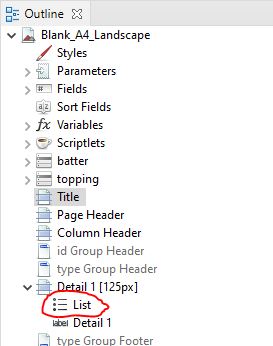 Outline
Blank_A4_Landscape
Styles
Parameters
Fields
Sort Fields
fx Variables
Scriptlets
batter
topping
Title
Page Header
Column Header
id Group Header
type Group Header
Detail 1 [125px]
List
label Detail 1
type Group Footer